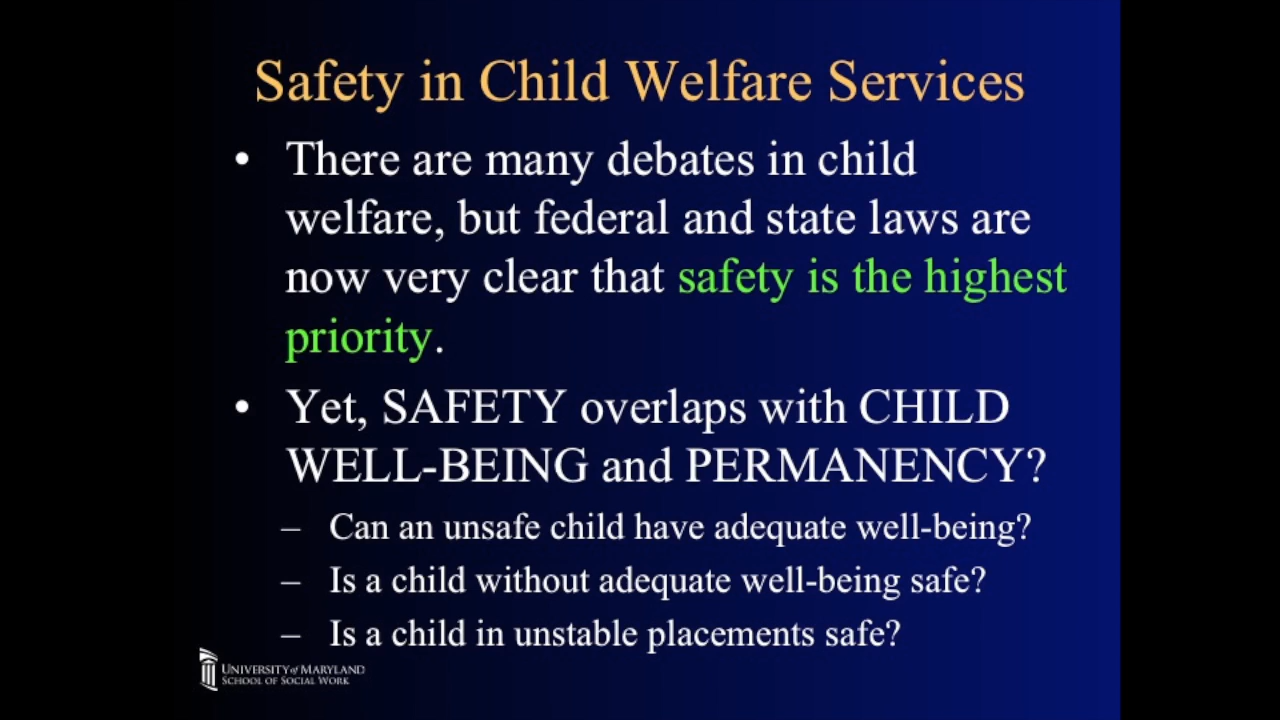 Safety in Child Welfare Services
• There are many debates in child
welfare, but federal and state laws are
now very clear that safety is the highest
priority.
• Yet, SAFETY overlaps with CHILD
WELL-BEING and PERMANENCY?
– Can an unsafe child have adequate well-being?
– Is a child without adequate well-being safe?
– Is a child in unstable placements safe?
UNIVERSITY of MARYLAND
SCHOOL OF SOCIAL WORK